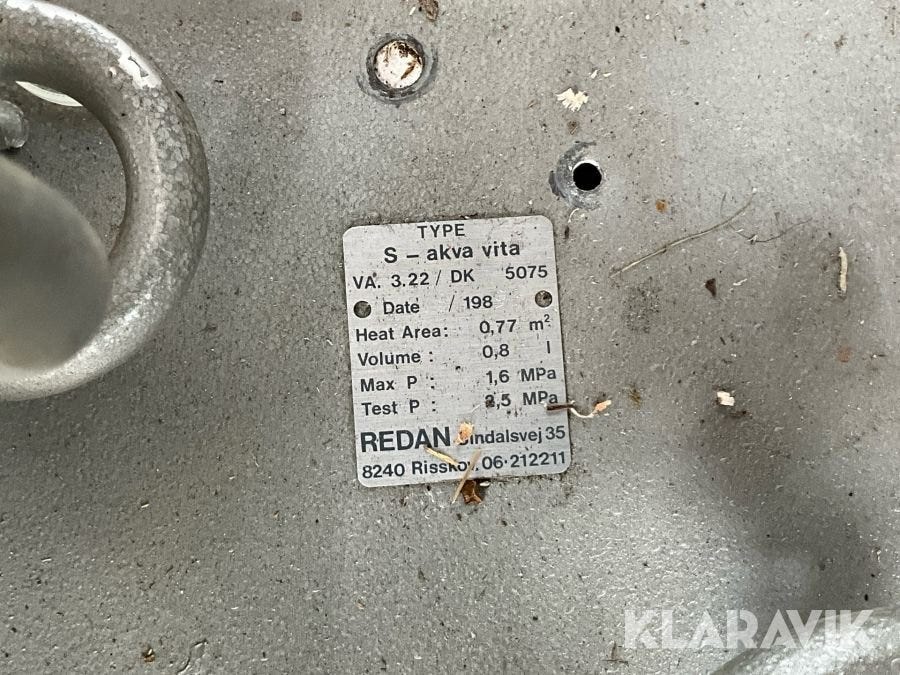 TYPE
S – akva vita
VA. 3.22 / DK 5075
Date / 198
Heat Area: 0,77 m²
Volume : 0,8 l
Max P : 1,6 MPa
Test P : 2,5 MPa
REDAN Sindalsvej 35
8240 Risskov. 06·212211
KLARAVIK